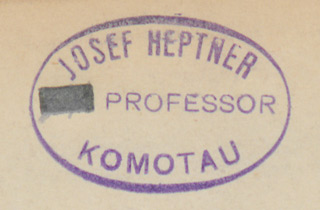 JOSEF HEPTNER
PROFESSOR
KOMOTAU